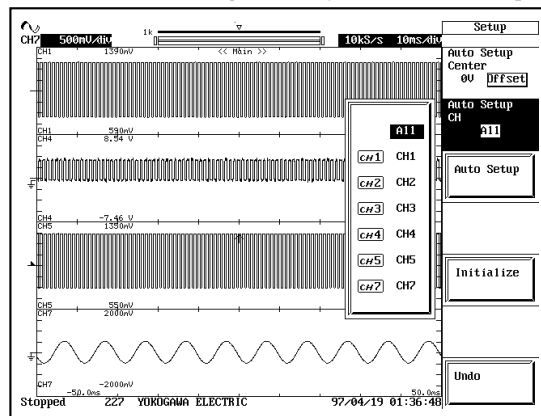 Setup
1k
CH7 500mV/div
10kS/s 10ms/div
CH1 1390mV
<< Main >>
CH1 590mV
CH4 8.54 V
CH4 -7.46 V
CH5 1350mV
CH5 550mV
CH7 2000mV
CH7 -2000mV
-50.0ms 50.0ms
Stopped 227 YOKOGAWA ELECTRIC 97/04/19 01:36:48
All
CH1 CH1
CH2 CH2
CH3 CH3
CH4 CH4
CH5 CH5
CH7 CH7
Auto Setup
Center
0V Offset
Auto Setup
CH
All
Auto Setup
Initialize
Undo